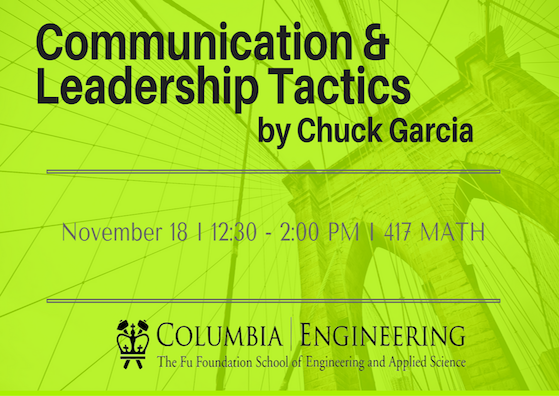 Communication &
Leadership Tactics
by Chuck Garcia
November 18 I 12:30 - 2:00 PM I 417 MATH
COLUMBIA | ENGINEERING
The Fu Foundation School of Engineering and Applied Science